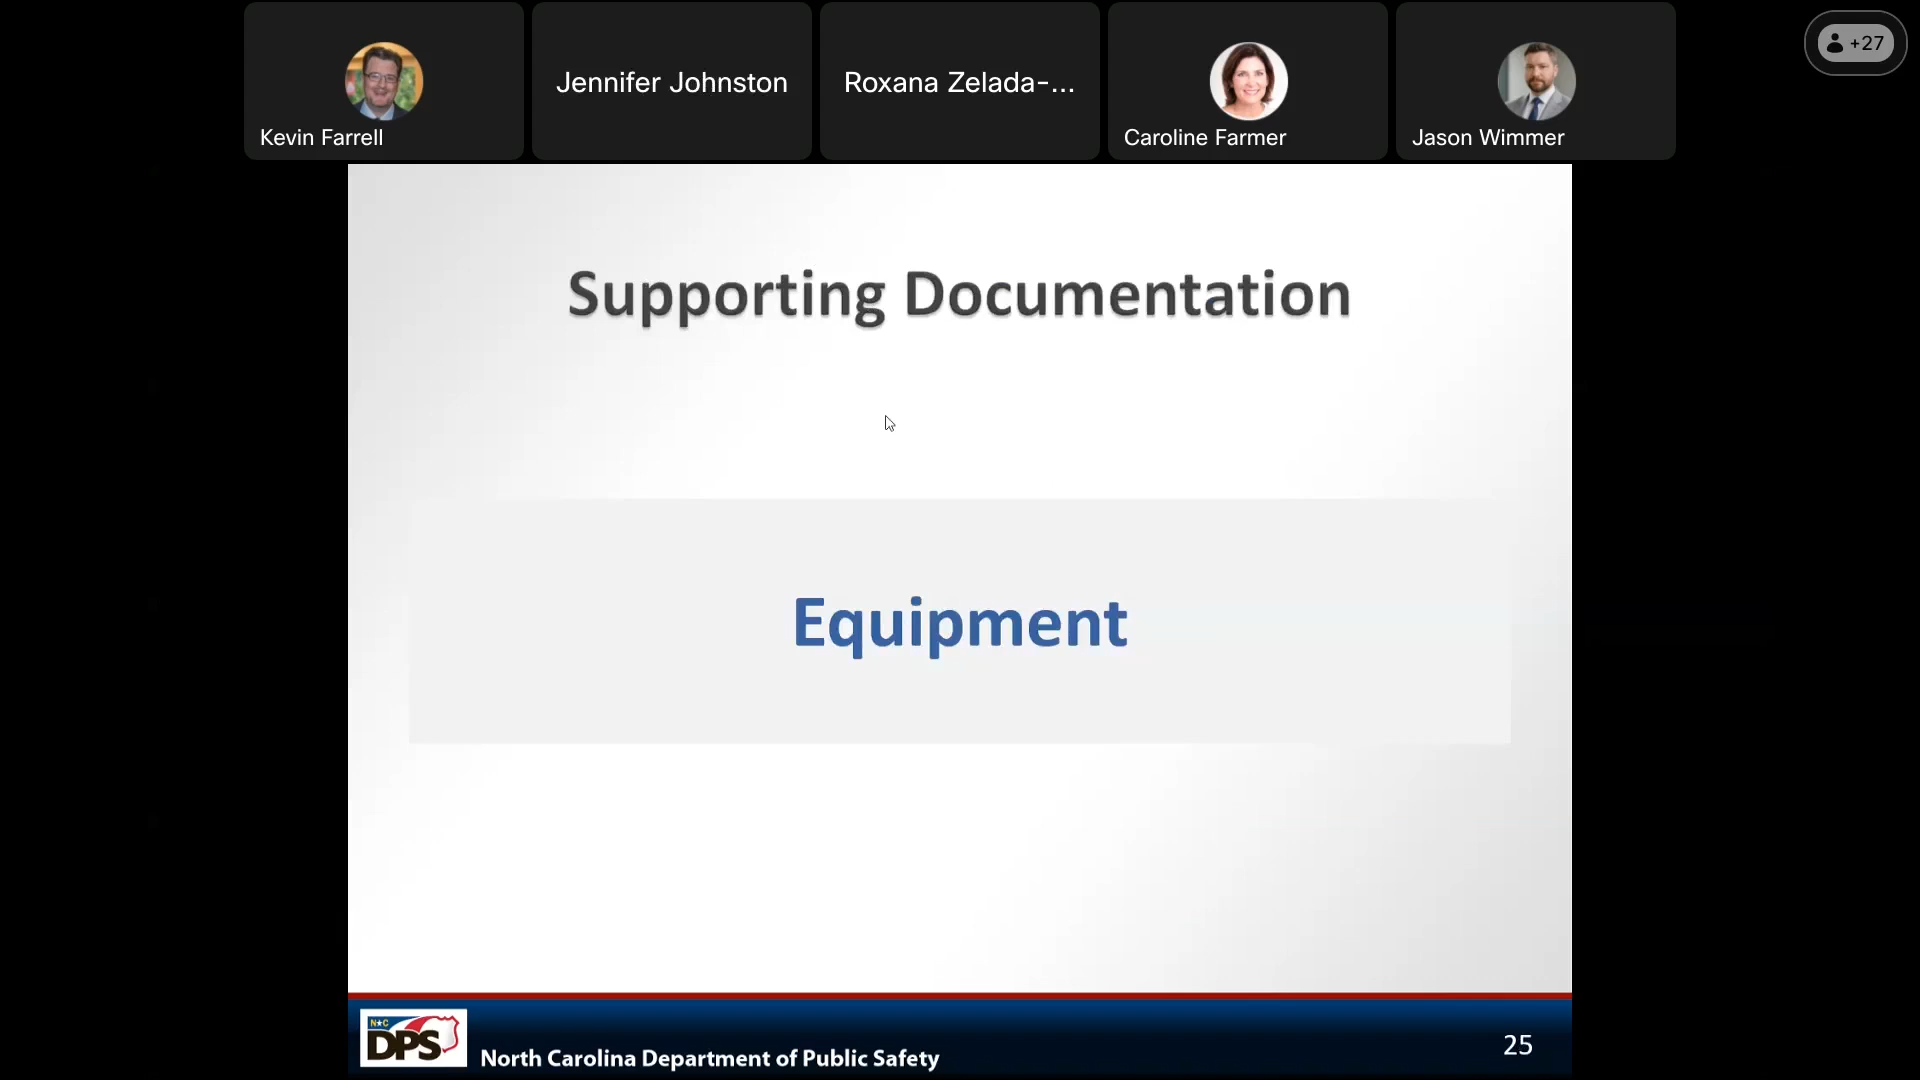 Kevin Farrell
Jennifer Johnston
Roxana Zelada-...
Caroline Farmer
Jason Wimmer
+27
Supporting Documentation
Equipment
N★C
DPS
North Carolina Department of Public Safety
25